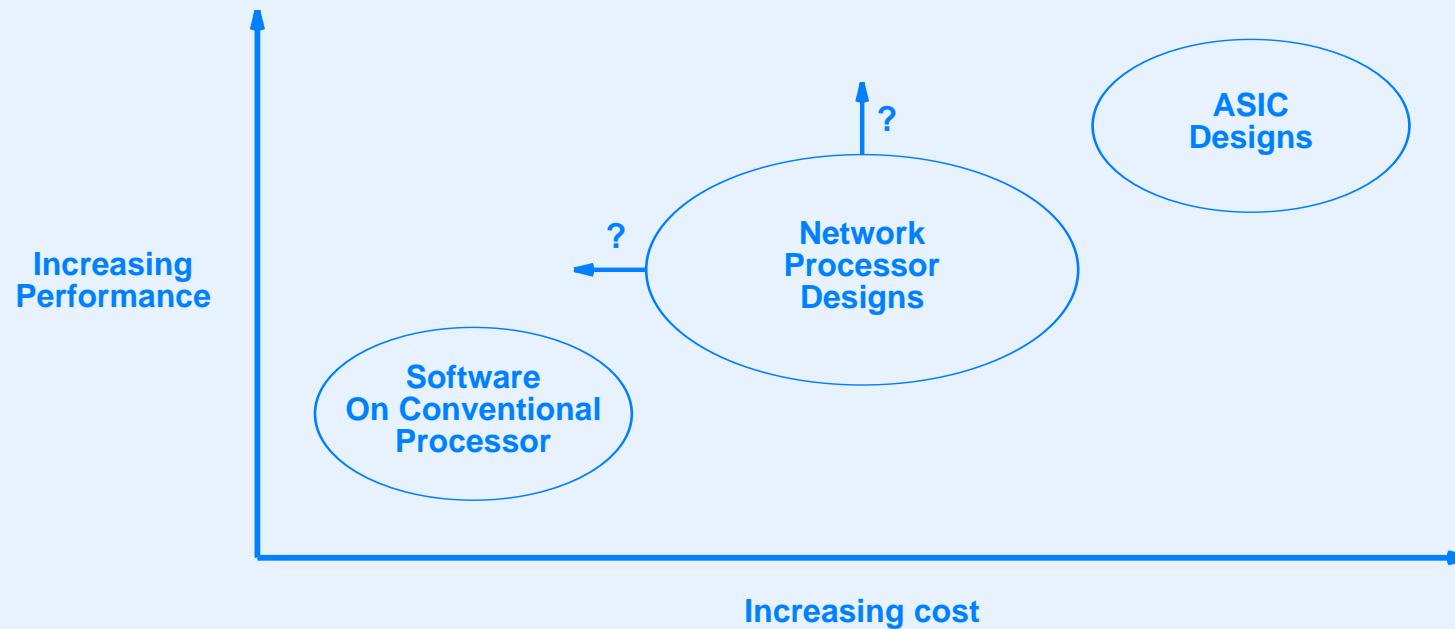 ASIC
Designs
?
?
Network
Processor
Designs
Increasing
Performance
Software
On Conventional
Processor
Increasing cost